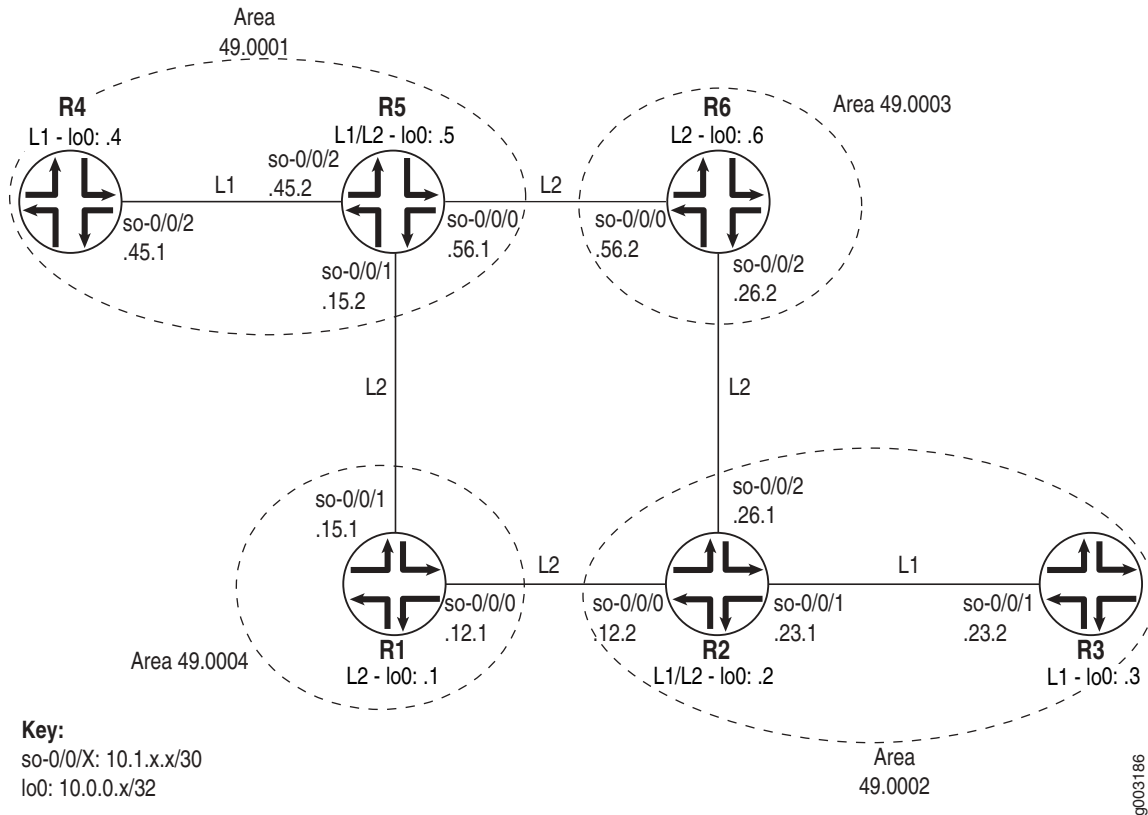 Area
49.0001
R4
L1 - lo0: .4
R5
L1/L2 - lo0: .5
R6
L2 - lo0: .6
Area 49.0003
so-0/0/2
.45.2
L1
L2
so-0/0/2
.45.1
so-0/0/0
.56.1
so-0/0/0
.56.2
so-0/0/1
.15.2
so-0/0/2
.26.2
L2
L2
so-0/0/1
.15.1
so-0/0/2
.26.1
L2
L1
so-0/0/0
.12.1
so-0/0/0
.12.2
so-0/0/1
.23.1
so-0/0/1
.23.2
Area 49.0004
R1
L2 - lo0: .1
R2
L1/L2 - lo0: .2
R3
L1 - lo0: .3
Key:
so-0/0/X: 10.1.x.x/30
lo0: 10.0.0.x/32
Area
49.0002
g003186